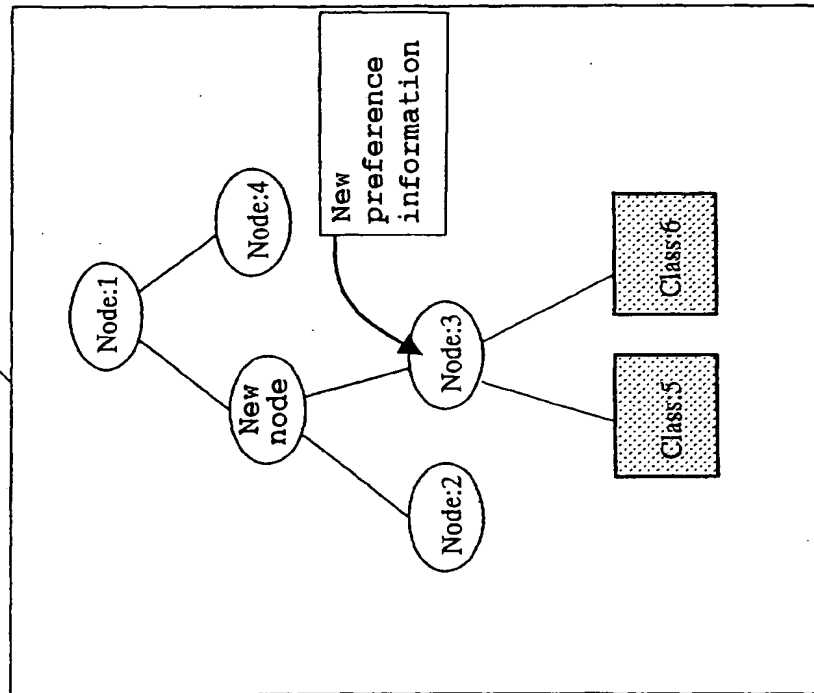 Node:1
New
node
Node:4
Node:2
Node:3
New
preference
information
Class:5
Class:6